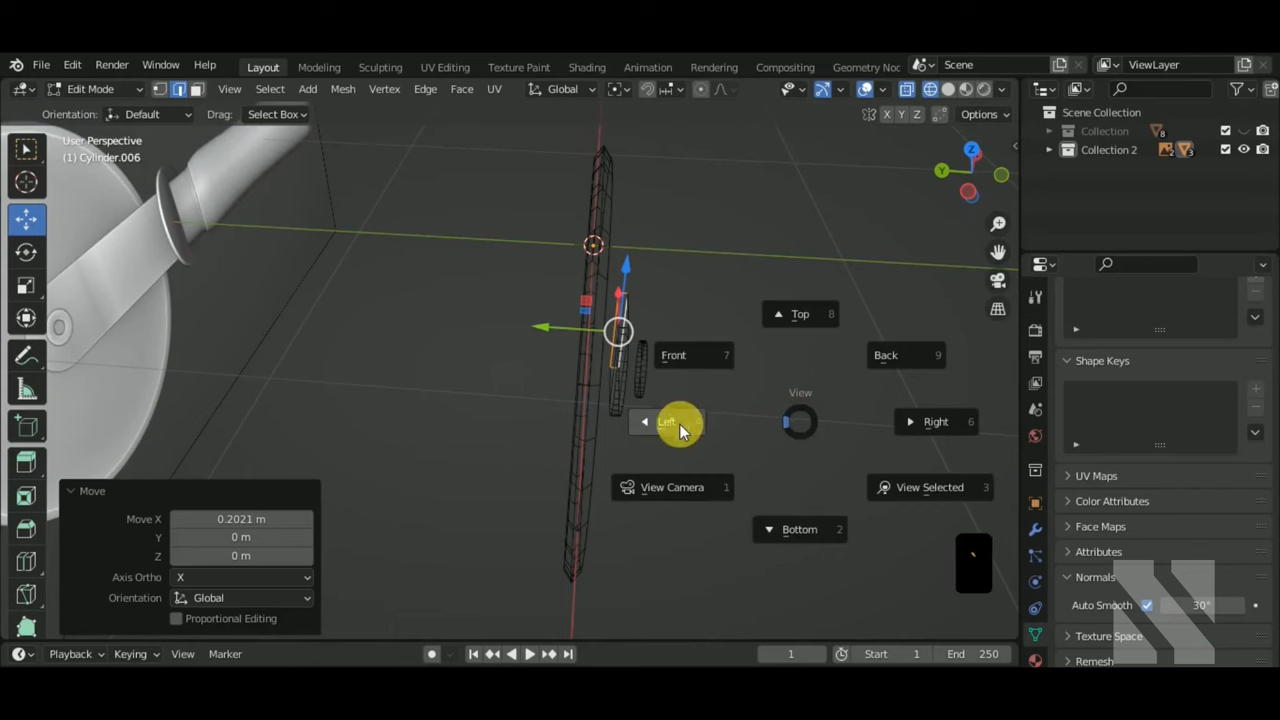 File Edit Render Window Help Layout Modeling Sculpting UV Editing Texture Paint Shading Animation Rendering Compositing Geometry Noc Scene ViewLayer
Edit Mode View Select Add Mesh Vertex Edge Face UV Global
Orientation: Default Drag: Select Box X Y Z Options
User Perspective
(1) Cylinder.006
Scene Collection
Collection 8
Collection 2 2 3
Z
Y
Top 8
Front 7
Back 9
View
Left 4
Right 6
View Camera 1
View Selected 3
Bottom 2
Move
Move X 0.2021 m
Y 0 m
Z 0 m
Axis Ortho X
Orientation Global
Proportional Editing
Shape Keys
UV Maps
Color Attributes
Face Maps
Attributes
Normals
Auto Smooth 30°
Texture Space
Remesh
Playback Keying View Marker 1 Start 1 End 250